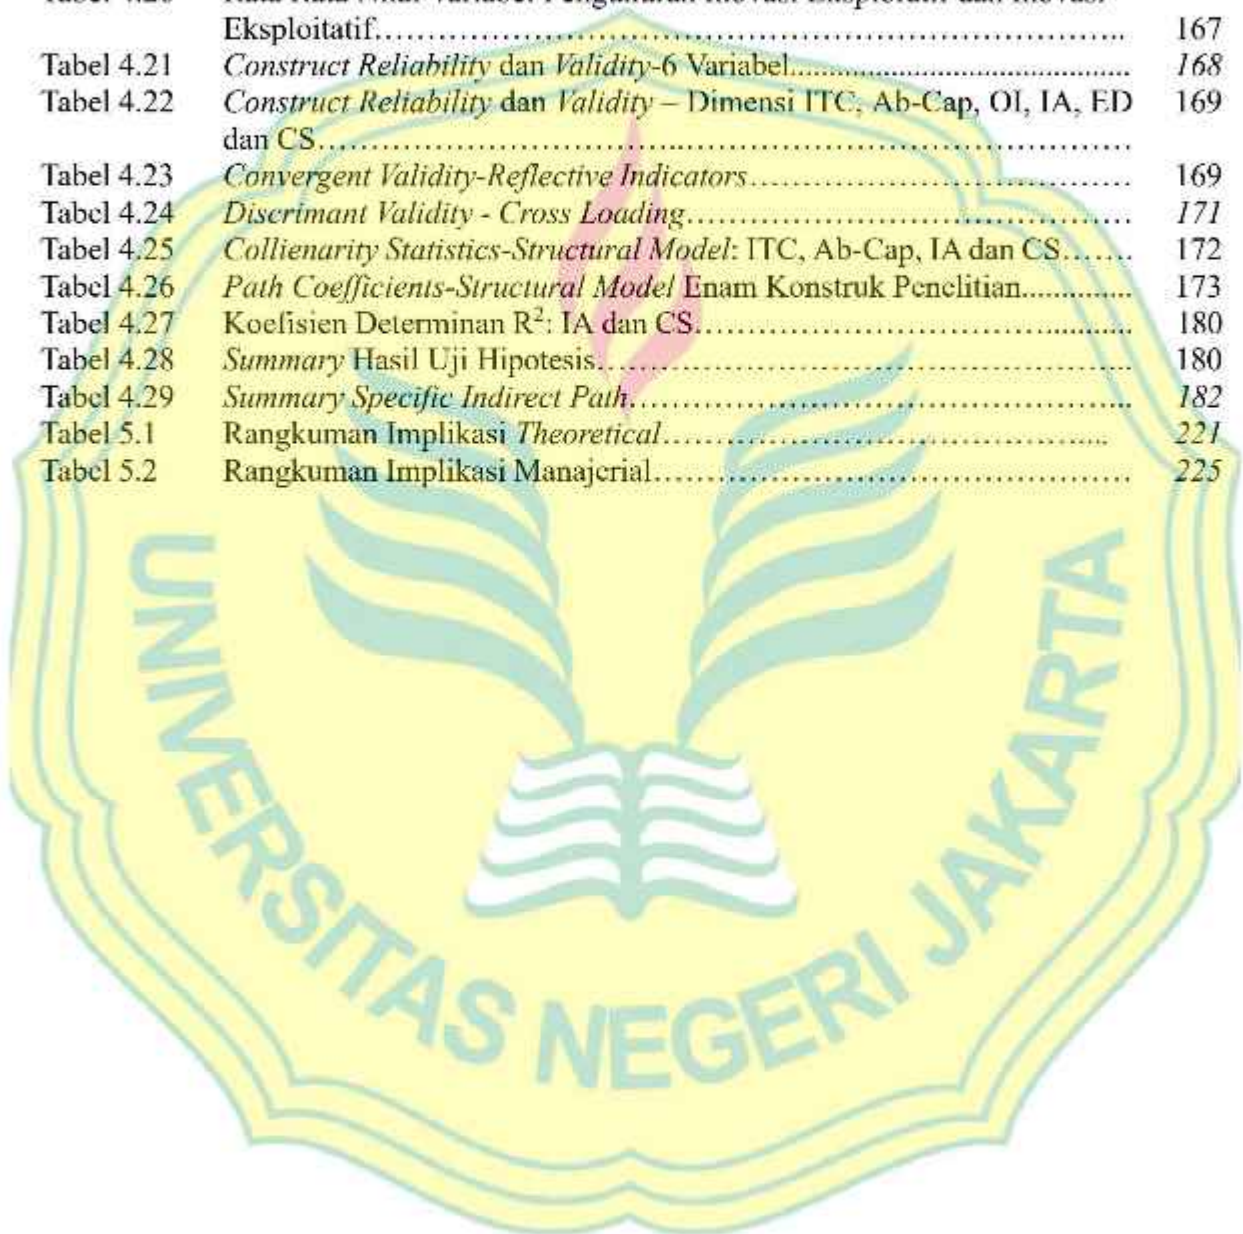 Eksploitatif………………………………………………………….. 167
Tabel 4.21 Construct Reliability dan Validity-6 Variabel............................................. 168
Tabel 4.22 Construct Reliability dan Validity – Dimensi ITC, Ab-Cap, OI, IA, ED 169
dan CS…………………………...…………………………………
Tabel 4.23 Convergent Validity-Reflective Indicators……………………………… 169
Tabel 4.24 Discrimant Validity - Cross Loading…………………………………… 171
Tabel 4.25 Collienarity Statistics-Structural Model: ITC, Ab-Cap, IA dan CS……. 172
Tabel 4.26 Path Coefficients-Structural Model Enam Konstruk Penelitian.............. 173
Tabel 4.27 Koefisien Determinan R²: IA dan CS…………………………........... 180
Tabel 4.28 Summary Hasil Uji Hipotesis………………………………………... 180
Tabel 4.29 Summary Specific Indirect Path……………………………………... 182
Tabel 5.1 Rangkuman Implikasi Theoretical………………………………….... 221
Tabel 5.2 Rangkuman Implikasi Manajerial……………………………………… 225
UNIVERSITAS NEGERI JAKARTA